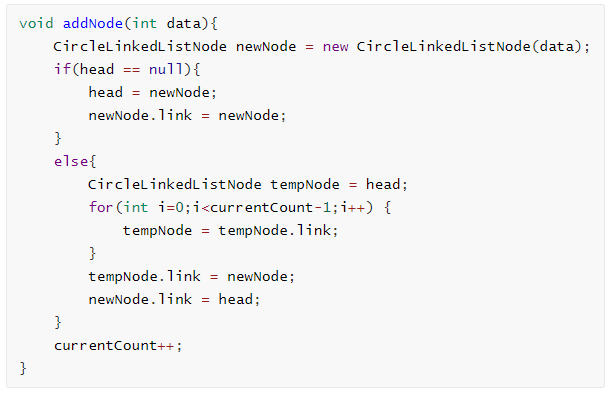 void addNode(int data){
    CircleLinkedListNode newNode = new CircleLinkedListNode(data);
    if(head == null){
        head = newNode;
        newNode.link = newNode;
    }
    else{
        CircleLinkedListNode tempNode = head;
        for(int i=0;i<currentCount-1;i++) {
            tempNode = tempNode.link;
        }
        tempNode.link = newNode;
        newNode.link = head;
    }
    currentCount++;
}